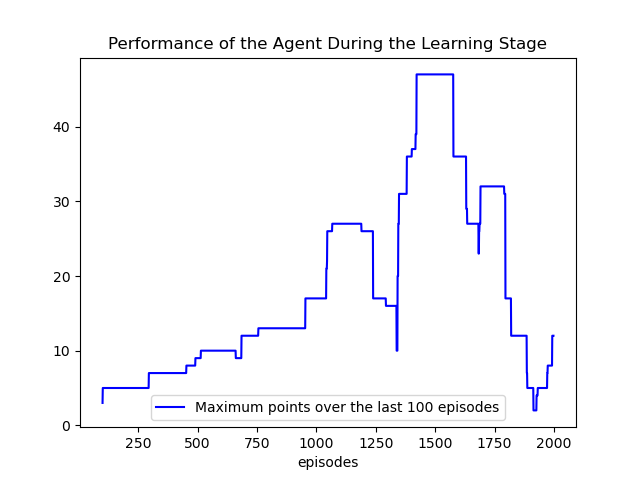 Performance of the Agent During the Learning Stage
40
30
20
10
0
Maximum points over the last 100 episodes
250 500 750 1000 1250 1500 1750 2000
episodes